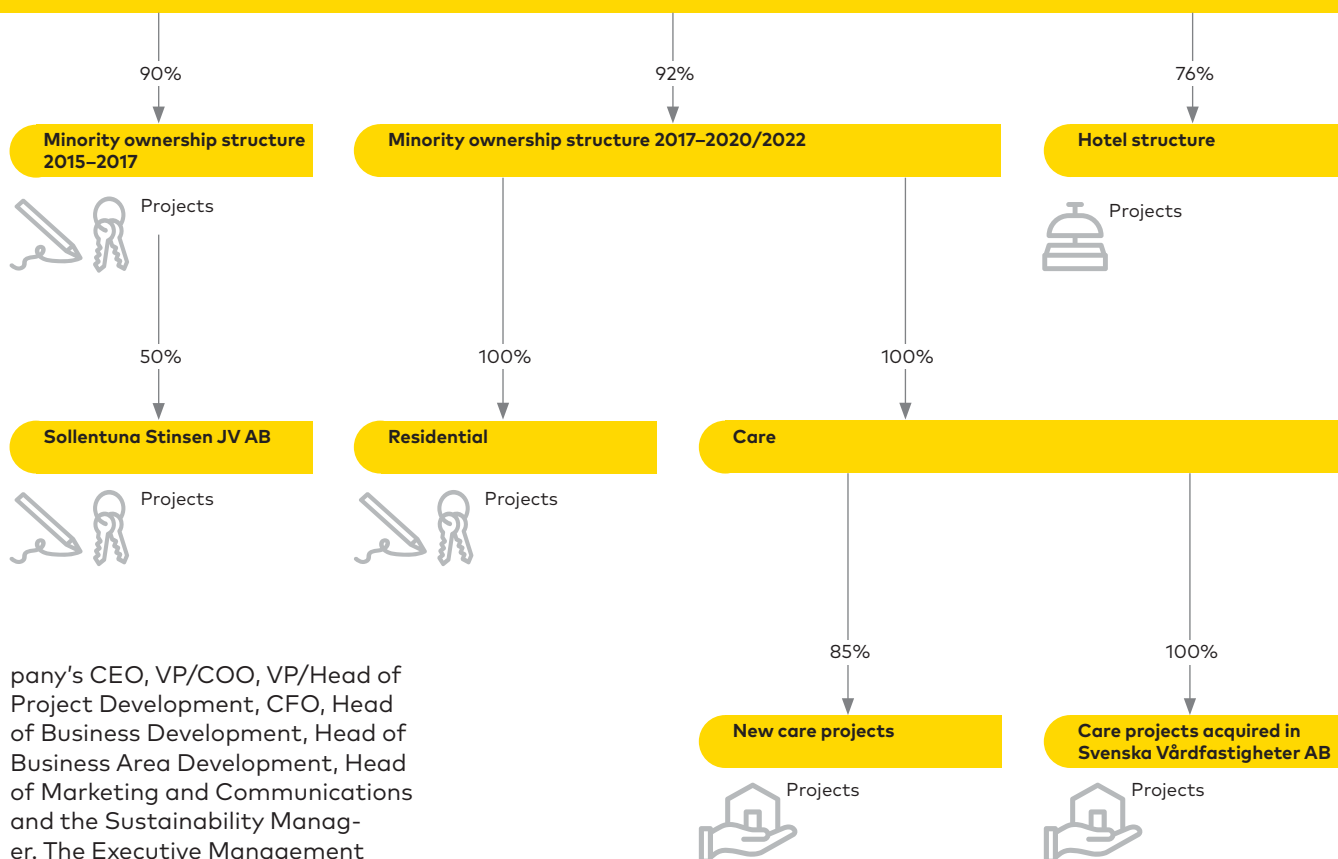 90%
92%
76%
Minority ownership structure
2015–2017
Minority ownership structure 2017–2020/2022
Hotel structure
Projects
Projects
50%
100%
100%
Sollentuna Stinsen JV AB
Residential
Care
Projects
Projects
85%
100%
New care projects
Care projects acquired in
Svenska Vårdfastigheter AB
Projects
Projects
pany's CEO, VP/COO, VP/Head of
Project Development, CFO, Head
of Business Development, Head of
Business Area Development, Head
of Marketing and Communications
and the Sustainability Manag-
er. The Executive Management